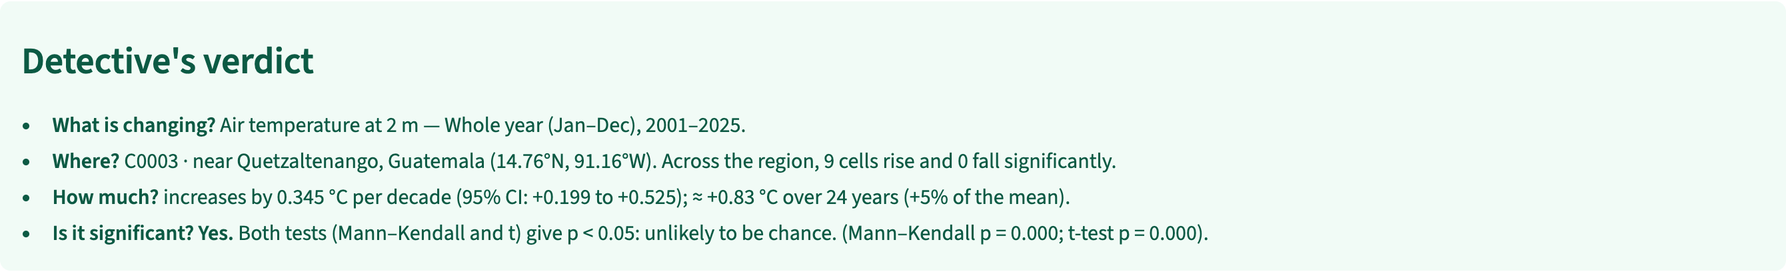 Detective's verdict
• What is changing? Air temperature at 2 m — Whole year (Jan–Dec), 2001–2025.
• Where? C0003 · near Quetzaltenango, Guatemala (14.76°N, 91.16°W). Across the region, 9 cells rise and 0 fall significantly.
• How much? increases by 0.345 °C per decade (95% CI: +0.199 to +0.525); ≈ +0.83 °C over 24 years (+5% of the mean).
• Is it significant? Yes. Both tests (Mann–Kendall and t) give p < 0.05: unlikely to be chance. (Mann–Kendall p = 0.000; t-test p = 0.000).